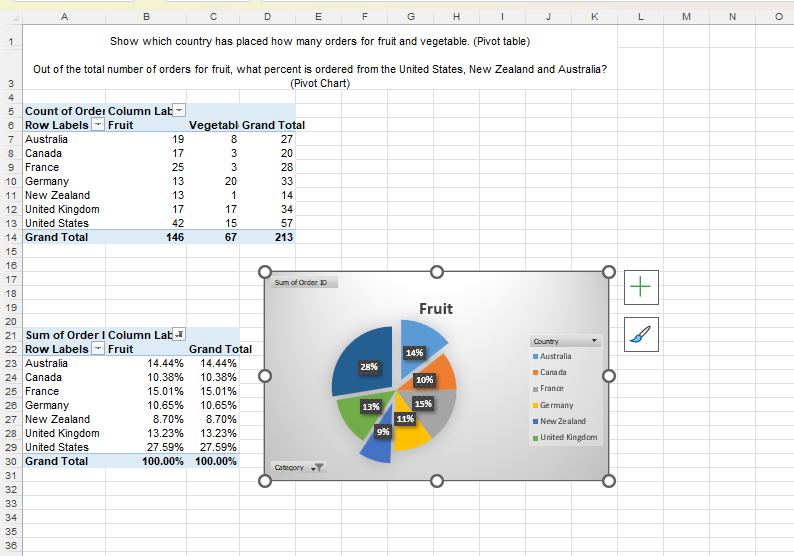 A B C D E F G H I J K L M N O
1 Show which country has placed how many orders for fruit and vegetable. (Pivot table)
Out of the total number of orders for fruit, what percent is ordered from the United States, New Zealand and Australia?
3 (Pivot Chart)
4
5 Count of Order Column Lab
6 Row Labels Fruit Vegetabl Grand Total
7 Australia 19 8 27
8 Canada 17 3 20
9 France 25 3 28
10 Germany 13 20 33
11 New Zealand 13 1 14
12 United Kingdom 17 17 34
13 United States 42 15 57
14 Grand Total 146 67 213
15
16
17 Sum of Order ID
18
19 Fruit
20
21 Sum of Order I Column Lab
22 Row Labels Fruit Grand Total
23 Australia 14.44% 14.44%
24 Canada 10.38% 10.38%
25 France 15.01% 15.01%
26 Germany 10.65% 10.65%
27 New Zealand 8.70% 8.70%
28 United Kingdom 13.23% 13.23%
29 United States 27.59% 27.59%
30 Grand Total 100.00% 100.00%
14%
28%
10%
15%
13%
11%
9%
Country
Australia
Canada
France
Germany
New Zealand
United Kingdom
Category
31
32
33
34
35
36